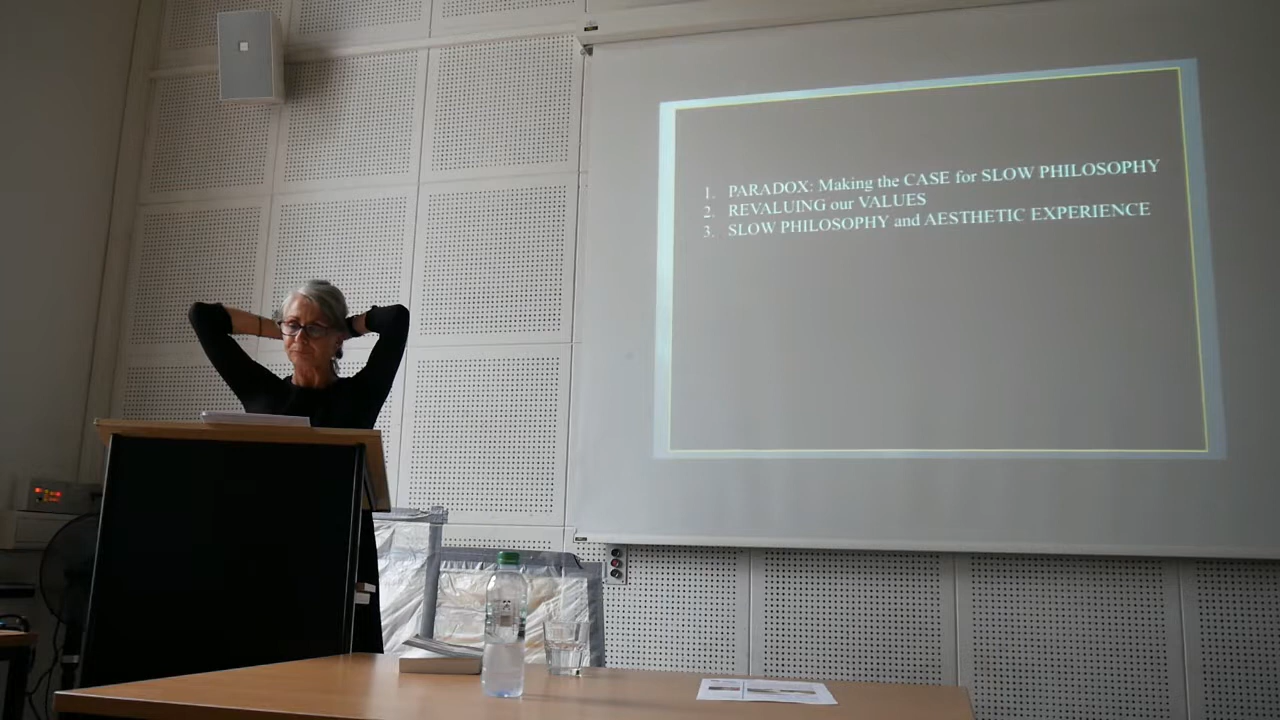 1. PARADOX: Making the CASE for SLOW PHILOSOPHY
2. REVALUING our VALUES
3. SLOW PHILOSOPHY and AESTHETIC EXPERIENCE